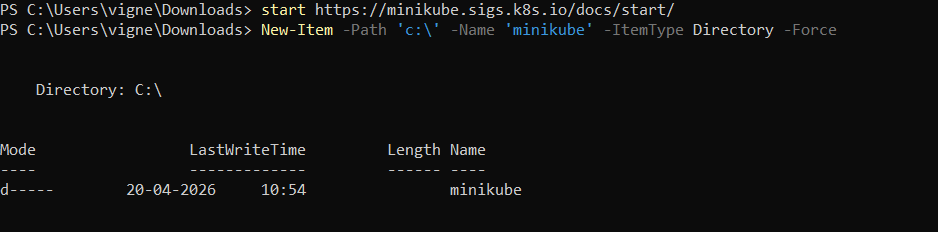 PS C:\Users\vigne\Downloads> start https://minikube.sigs.k8s.io/docs/start/
PS C:\Users\vigne\Downloads> New-Item -Path 'c:\' -Name 'minikube' -ItemType Directory -Force
Directory: C:\
Mode LastWriteTime Length Name
---- ------------- ------ ----
d----- 20-04-2026 10:54 minikube